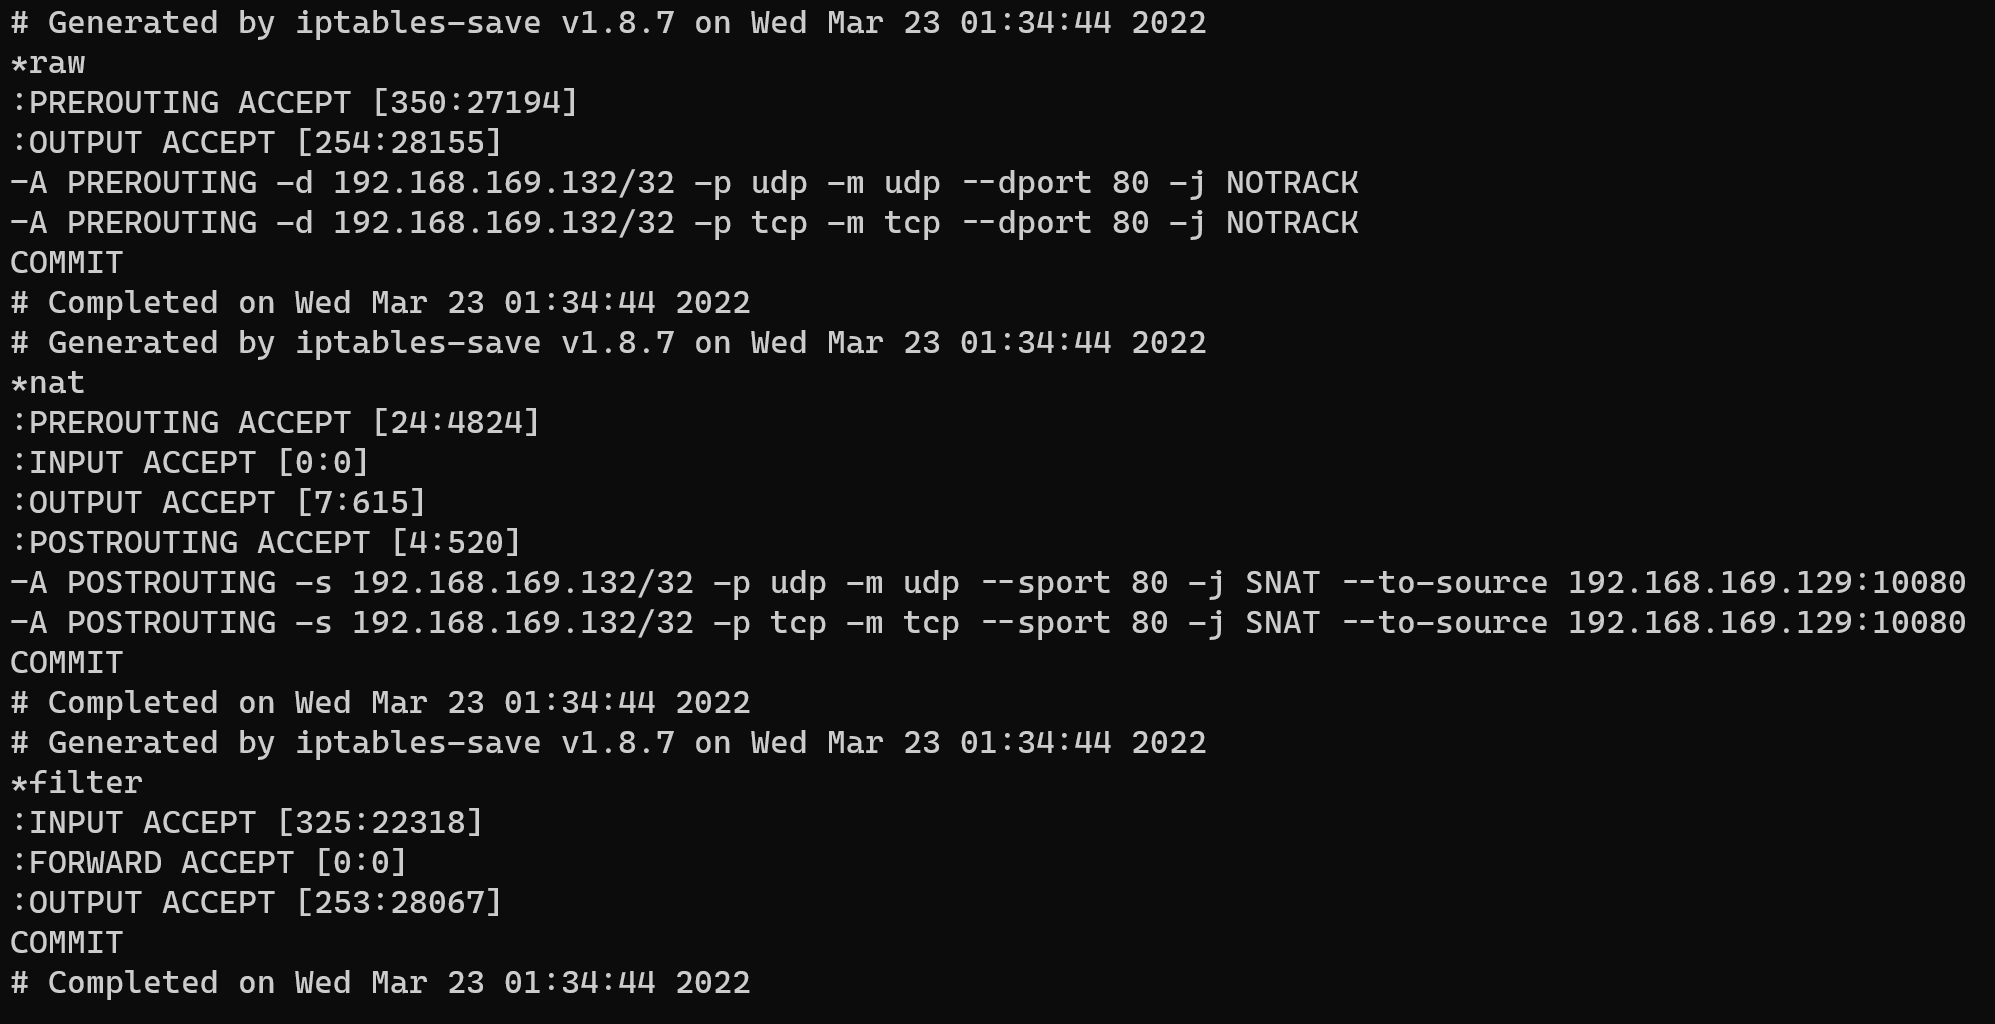 # Generated by iptables-save v1.8.7 on Wed Mar 23 01:34:44 2022
*raw
:PREROUTING ACCEPT [350:27194]
:OUTPUT ACCEPT [254:28155]
-A PREROUTING -d 192.168.169.132/32 -p udp -m udp --dport 80 -j NOTRACK
-A PREROUTING -d 192.168.169.132/32 -p tcp -m tcp --dport 80 -j NOTRACK
COMMIT
# Completed on Wed Mar 23 01:34:44 2022
# Generated by iptables-save v1.8.7 on Wed Mar 23 01:34:44 2022
*nat
:PREROUTING ACCEPT [24:4824]
:INPUT ACCEPT [0:0]
:OUTPUT ACCEPT [7:615]
:POSTROUTING ACCEPT [4:520]
-A POSTROUTING -s 192.168.169.132/32 -p udp -m udp --sport 80 -j SNAT --to-source 192.168.169.129:10080
-A POSTROUTING -s 192.168.169.132/32 -p tcp -m tcp --sport 80 -j SNAT --to-source 192.168.169.129:10080
COMMIT
# Completed on Wed Mar 23 01:34:44 2022
# Generated by iptables-save v1.8.7 on Wed Mar 23 01:34:44 2022
*filter
:INPUT ACCEPT [325:22318]
:FORWARD ACCEPT [0:0]
:OUTPUT ACCEPT [253:28067]
COMMIT
# Completed on Wed Mar 23 01:34:44 2022